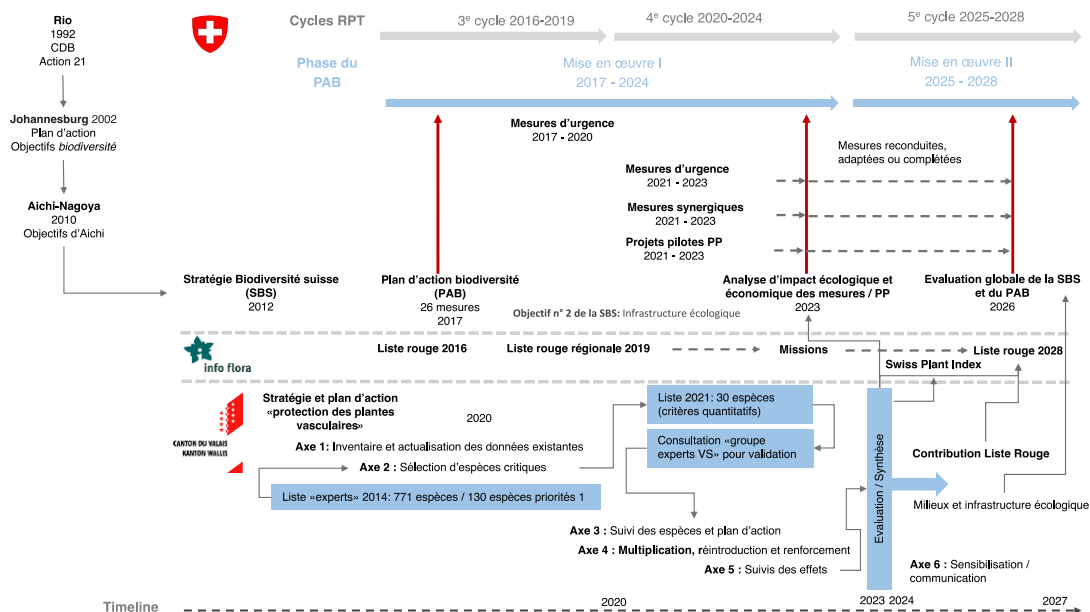 Rio
1992
CDB
Action 21
Johannesburg 2002
Plan d'action
Objectifs biodiversité
Aichi-Nagoya
2010
Objectifs d'Aichi
Cycles RPT
3e cycle 2016-2019
4e cycle 2020-2024
5e cycle 2025-2028
Phase du
PAB
Mise en œuvre I
2017 - 2024
Mise en œuvre II
2025 - 2028
Mesures d'urgence
2017 - 2020
Mesures reconduites,
adaptées ou complétées
Mesures d'urgence
2021 - 2023
Mesures synergiques
2021 - 2023
Projets pilotes PP
2021 - 2023
Stratégie Biodiversité suisse
(SBS)
2012
Plan d'action biodiversité
(PAB)
26 mesures
2017
Analyse d'impact écologique et
économique des mesures / PP
2023
Evaluation globale de la SBS
et du PAB
2026
Objectif n° 2 de la SBS: Infrastructure écologique
info flora
Liste rouge 2016
Liste rouge régionale 2019
Missions
Liste rouge 2028
Swiss Plant Index
CANTON DU VALAIS
KANTON WALLIS
Stratégie et plan d'action
«protection des plantes
vasculaires»
2020
Axe 1: Inventaire et actualisation des données existantes
Axe 2 : Sélection d'espèces critiques
Liste »experts» 2014: 771 espèces / 130 espèces priorités 1
Liste 2021: 30 espèces
(critères quantitatifs)
Consultation «groupe
experts VS» pour validation
Axe 3 : Suivi des espèces et plan d'action
Axe 4 : Multiplication, réintroduction et renforcement
Axe 5 : Suivis des effets
Evaluation / Synthèse
Contribution Liste Rouge
Milieux et infrastructure écologique
Axe 6 : Sensibilisation /
communication
Timeline
2020
2023
2024
2027